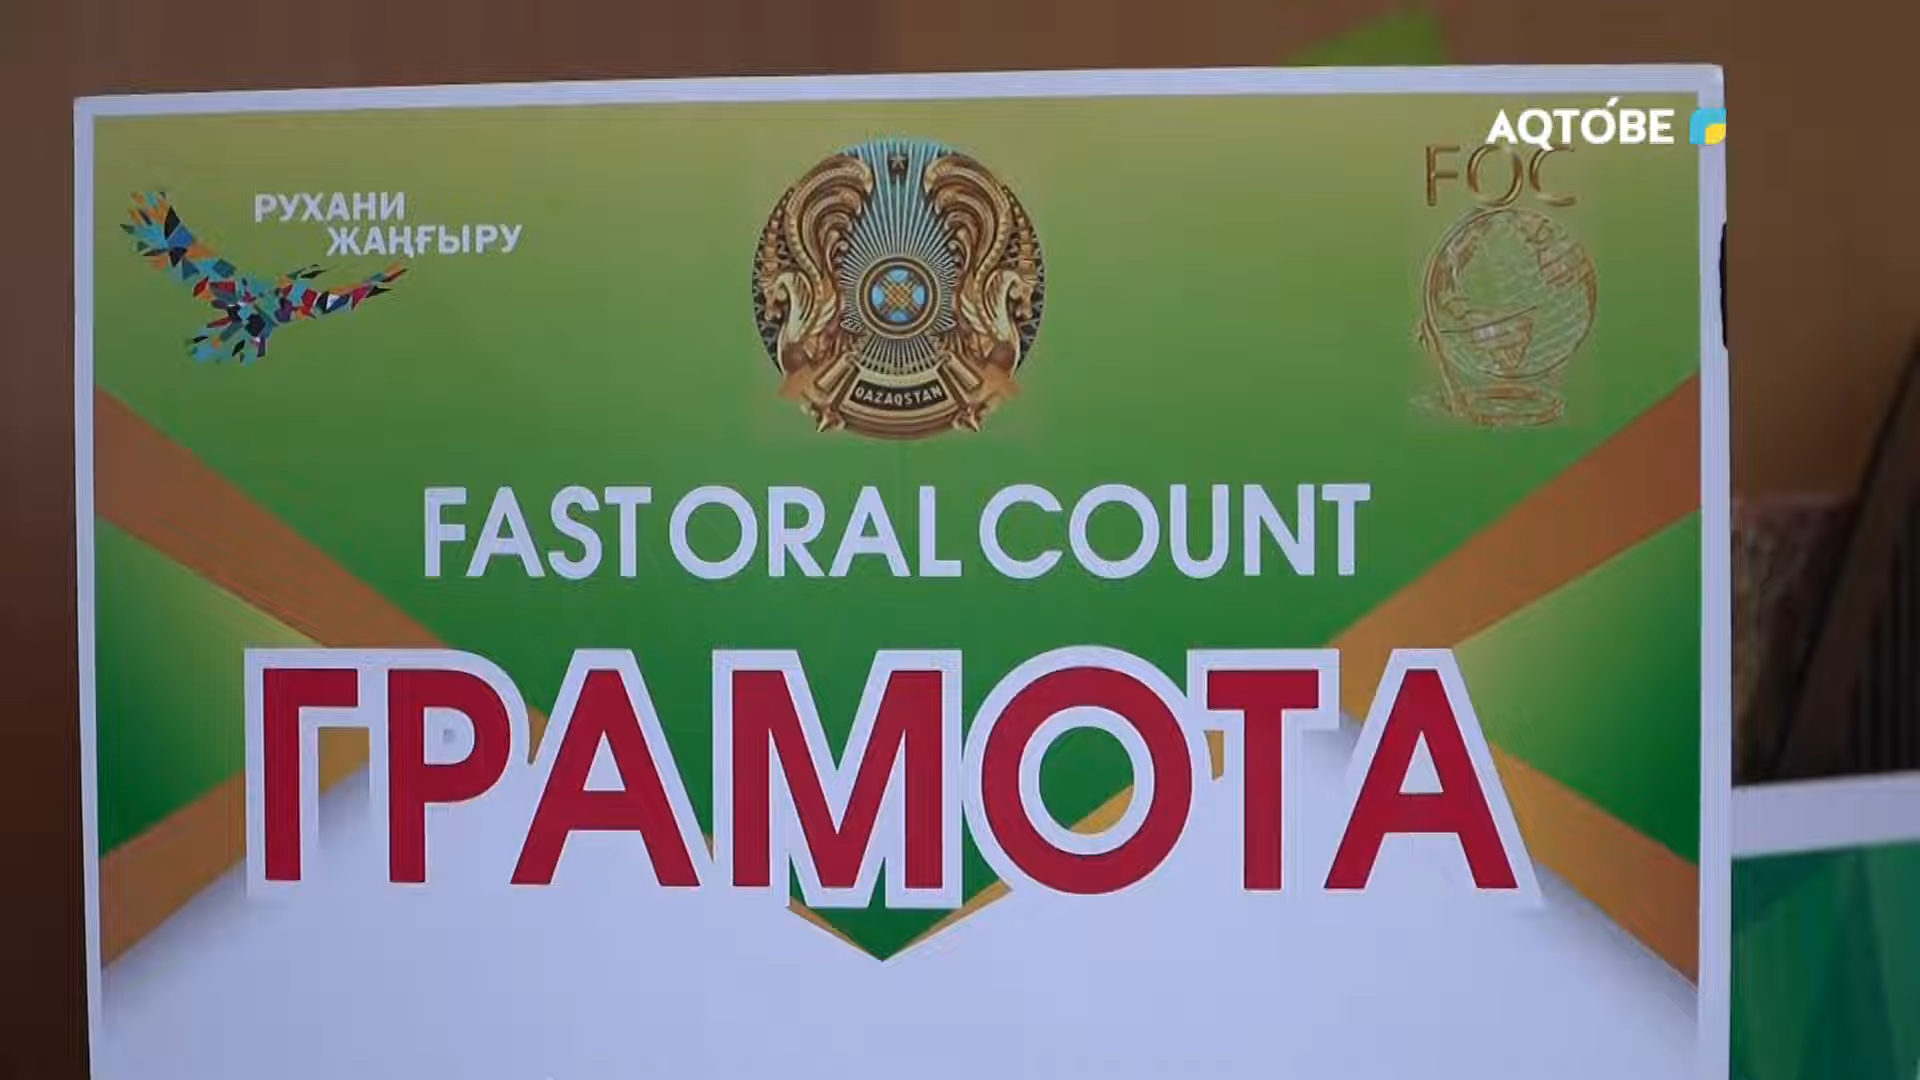 AQTÓBE
FOC
РУХАНИ
ЖАҢҒЫРУ
QAZAQSTAN
FAST ORAL COUNT
ГРАМОТА